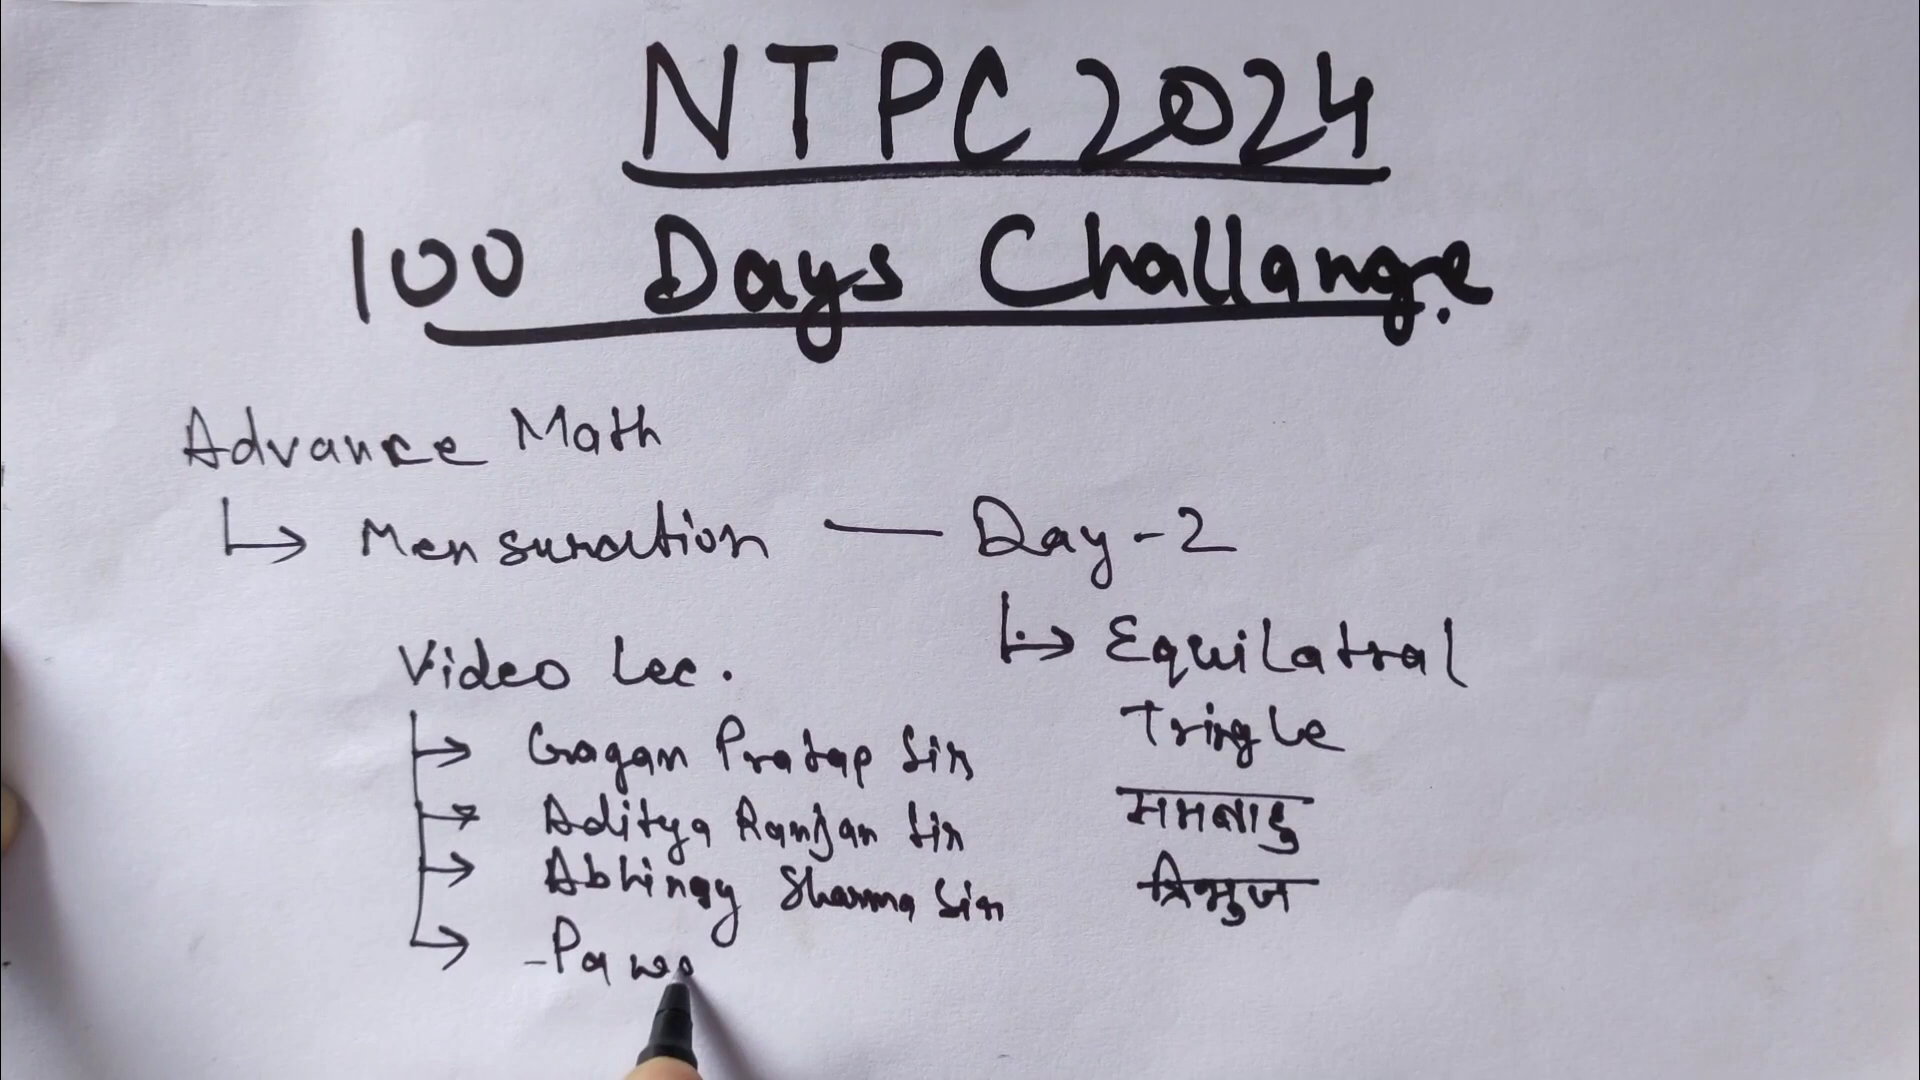 NTPC 2024
100 Days Challange.
Advance Math
↳ Mensuration — Day-2
↳ Equilatral
Tringle
समबाहु
त्रिभुज
Video Lec.
→ Gagan Pratap Sir
→ Aditya Ranjan Sir
→ Abhinay Sharma Sir
→ -Pawa